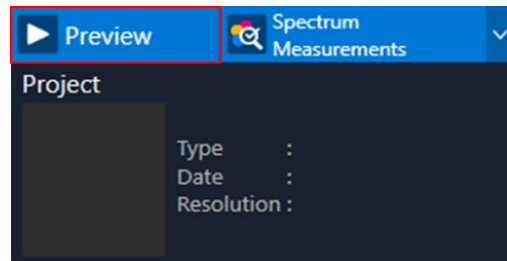 Preview
Spectrum
Measurements
Project
Type :
Date :
Resolution :